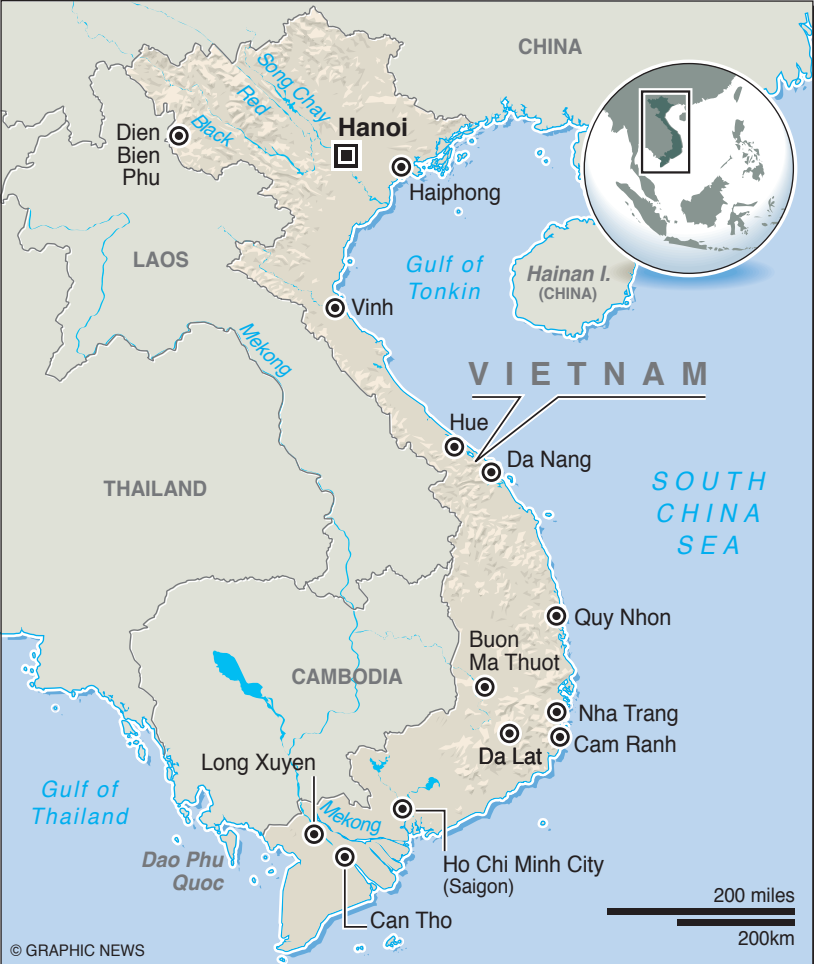 CHINA
Song Chay
Red
Black
Hanoi
Dien
Bien
Phu
Haiphong
LAOS
Gulf of
Tonkin
Hainan I.
(CHINA)
Vinh
Mekong
VIETNAM
Hue
Da Nang
THAILAND
SOUTH
CHINA
SEA
Quy Nhon
Buon
Ma Thuot
CAMBODIA
Nha Trang
Cam Ranh
Da Lat
Long Xuyen
Gulf of
Thailand
Mekong
Dao Phu
Quoc
Ho Chi Minh City
(Saigon)
Can Tho
200 miles
200km
© GRAPHIC NEWS